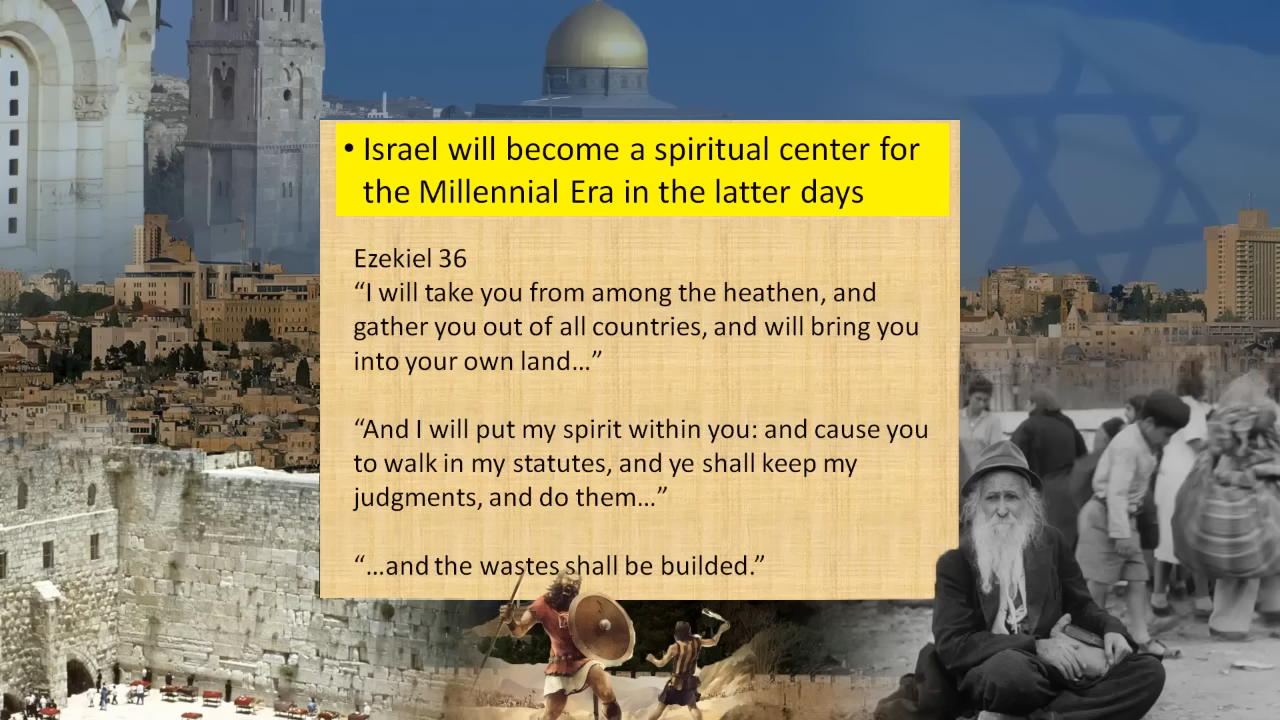 • Israel will become a spiritual center for
the Millennial Era in the latter days
Ezekiel 36
“I will take you from among the heathen, and
gather you out of all countries, and will bring you
into your own land…”
“And I will put my spirit within you: and cause you
to walk in my statutes, and ye shall keep my
judgments, and do them…”
“…and the wastes shall be builded.”